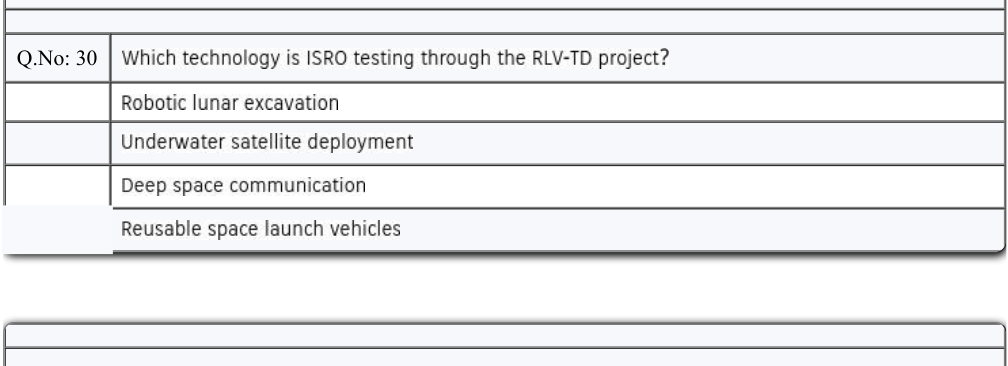 Q.No: 30 Which technology is ISRO testing through the RLV-TD project?
Robotic lunar excavation
Underwater satellite deployment
Deep space communication
Reusable space launch vehicles